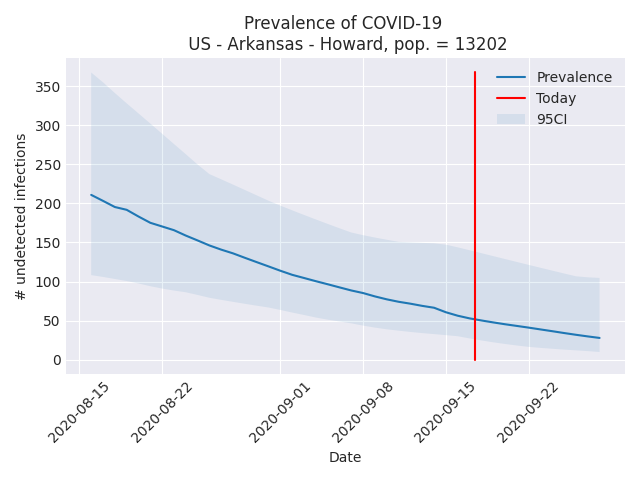 Prevalence of COVID-19
US - Arkansas - Howard, pop. = 13202
Prevalence
Today
95CI
# undetected infections
350
300
250
200
150
100
50
0
2020-08-15
2020-08-22
2020-09-01
2020-09-08
2020-09-15
2020-09-22
Date